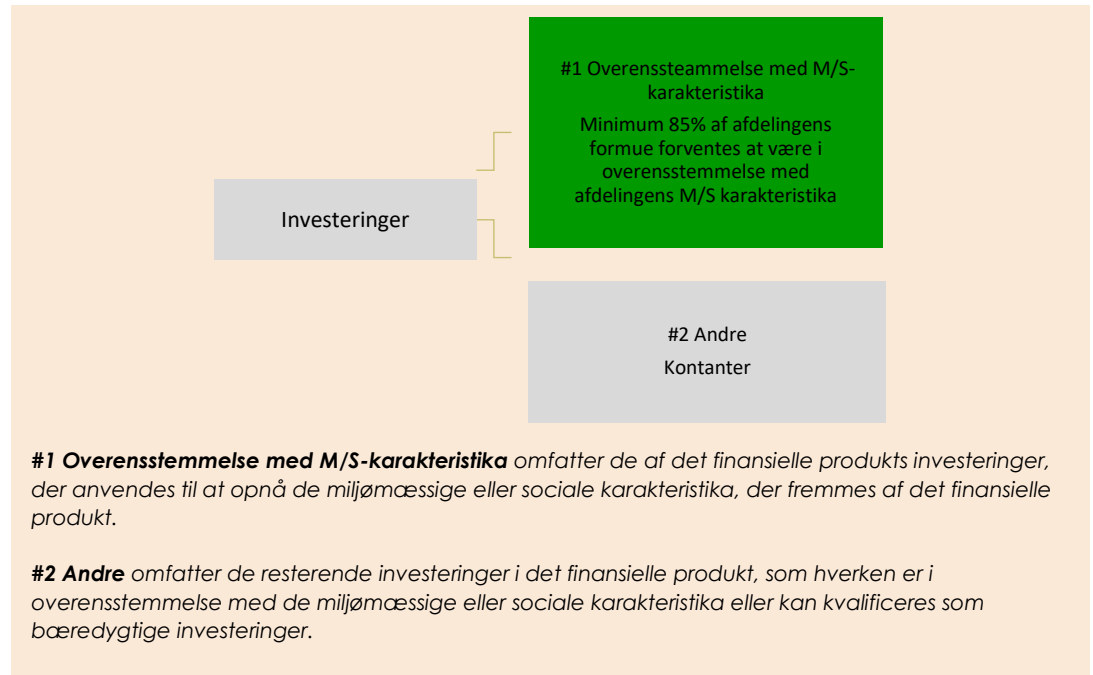 #1 Overenssteammelse med M/S-
karakteristika
Minimum 85% af afdelingens
formue forventes at være i
overensstemmelse med
afdelingens M/S karakteristika
Investeringer
#2 Andre
Kontanter
#1 Overensstemmelse med M/S-karakteristika omfatter de af det finansielle produkts investeringer,
der anvendes til at opnå de miljømæssige eller sociale karakteristika, der fremmes af det finansielle
produkt.
#2 Andre omfatter de resterende investeringer i det finansielle produkt, som hverken er i
overensstemmelse med de miljømæssige eller sociale karakteristika eller kan kvalificeres som
bæredygtige investeringer.